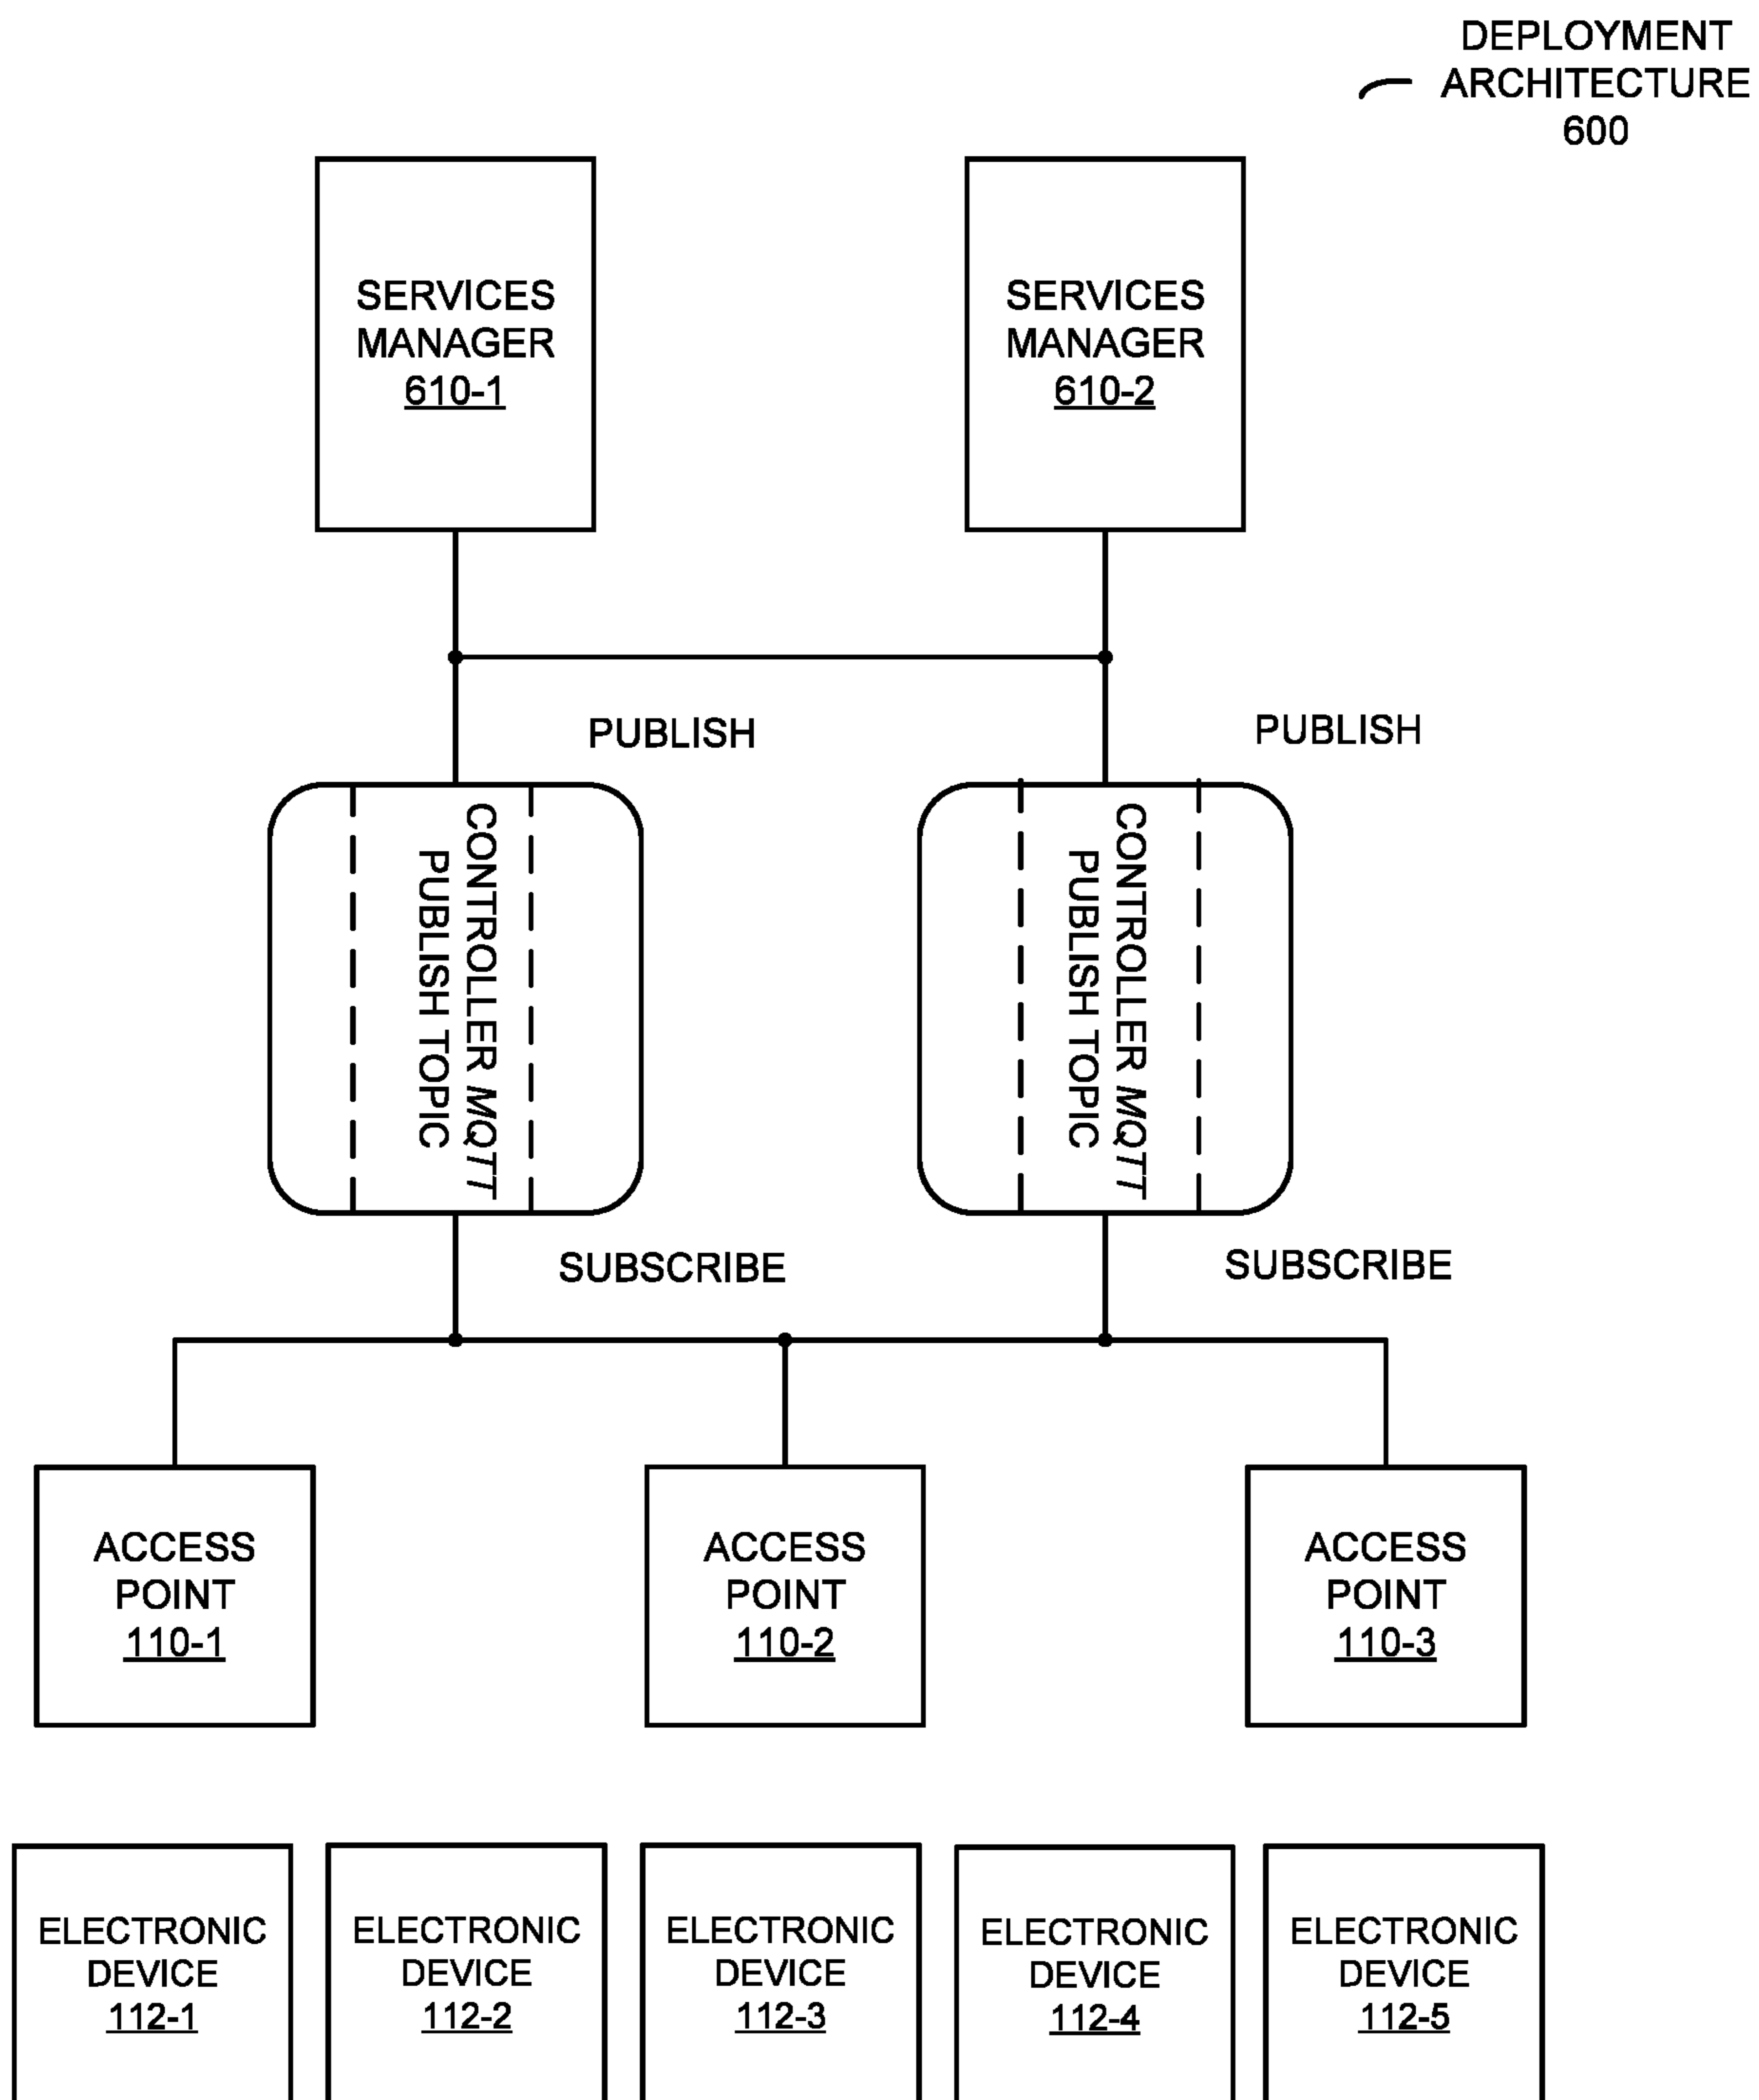 DEPLOYMENT
ARCHITECTURE
600
SERVICES
MANAGER
610-1
SERVICES
MANAGER
610-2
PUBLISH
PUBLISH
CONTROLLER MQTT
PUBLISH TOPIC
CONTROLLER MQTT
PUBLISH TOPIC
SUBSCRIBE
SUBSCRIBE
ACCESS
POINT
110-1
ACCESS
POINT
110-2
ACCESS
POINT
110-3
ELECTRONIC
DEVICE
112-1
ELECTRONIC
DEVICE
112-2
ELECTRONIC
DEVICE
112-3
ELECTRONIC
DEVICE
112-4
ELECTRONIC
DEVICE
112-5